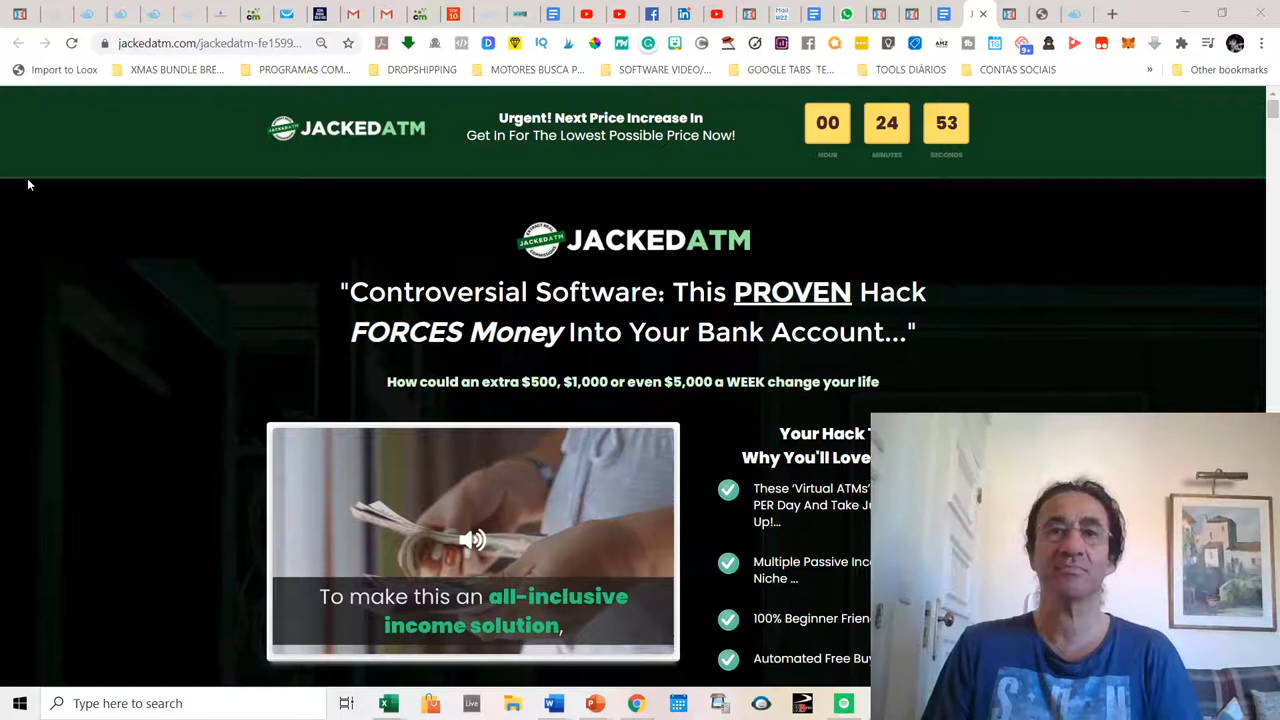 jackedatm.com/jackedatm-fe1599...
Import to Loox
XMAS BUNDLE BRE...
PROGRAMAS COM...
DROPSHIPPING
MOTORES BUSCA P...
SOFTWARE VIDEO/...
GOOGLE TABS TE...
TOOLS DIÁRIOS
CONTAS SOCIAIS
»
Other bookmarks
JACKEDATM
Urgent! Next Price Increase In
Get In For The Lowest Possible Price Now!
00 24 53
HOUR MINUTES SECONDS
JACKEDATM
"Controversial Software: This PROVEN Hack
FORCES Money Into Your Bank Account..."
How could an extra $500, $1,000 or even $5,000 a WEEK change your life
To make this an all-inclusive
income solution,
Your Hack
Why You'll Love
These 'Virtual ATMs'
PER Day And Take
Up!...
Multiple Passive
Niche ...
100% Beginner
Automated Free
Type here to search